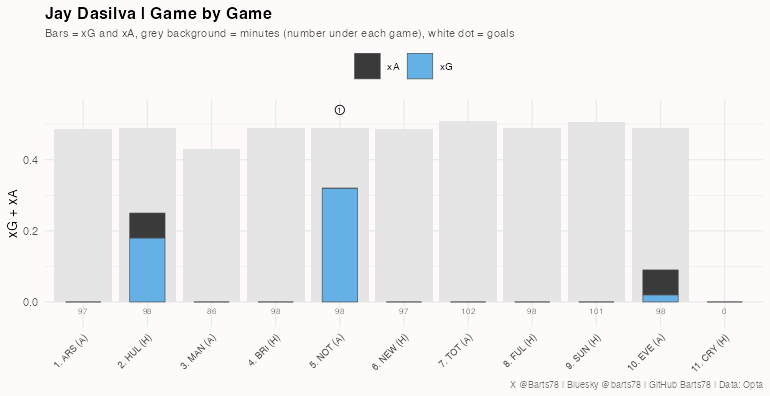 Jay Dasilva I Game by Game
Bars = xG and xA, grey background = minutes (number under each game), white dot = goals
xA xG
1
xG + xA
0.4
0.2
0.0
97 98 86 98 98 97 102 98 101 98 0
1. ARS (A) 2. HUL (H) 3. MAN (A) 4. BRI (H) 5. NOT (A) 6. NEW (H) 7. TOT (A) 8. FUL (H) 9. SUN (H) 10. EVE (A) 11. CRY (H)
X @Barts78 I Bluesky @barts78 I GitHub Barts78 I Data: Opta